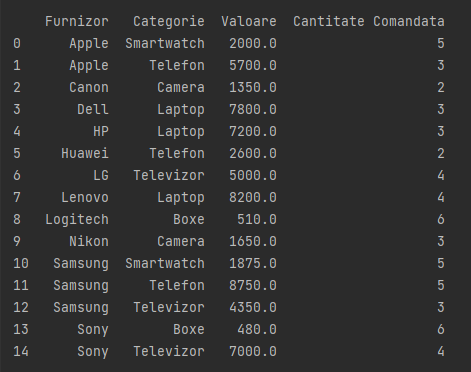 Furnizor Categorie Valoare Cantitate Comandata
0 Apple Smartwatch 2000.0 5
1 Apple Telefon 5700.0 3
2 Canon Camera 1350.0 2
3 Dell Laptop 7800.0 3
4 HP Laptop 7200.0 3
5 Huawei Telefon 2600.0 2
6 LG Televizor 5000.0 4
7 Lenovo Laptop 8200.0 4
8 Logitech Boxe 510.0 6
9 Nikon Camera 1650.0 3
10 Samsung Smartwatch 1875.0 5
11 Samsung Telefon 8750.0 5
12 Samsung Televizor 4350.0 3
13 Sony Boxe 480.0 6
14 Sony Televizor 7000.0 4